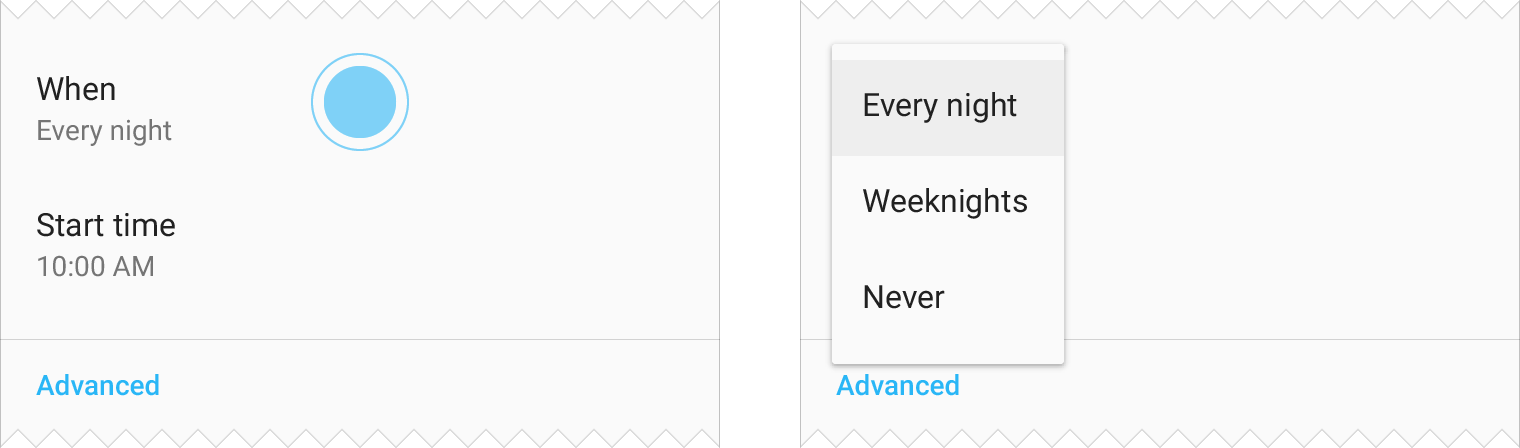 When
Every night
Start time
10:00 AM
Advanced
Every night
Weeknights
Never
Advanced